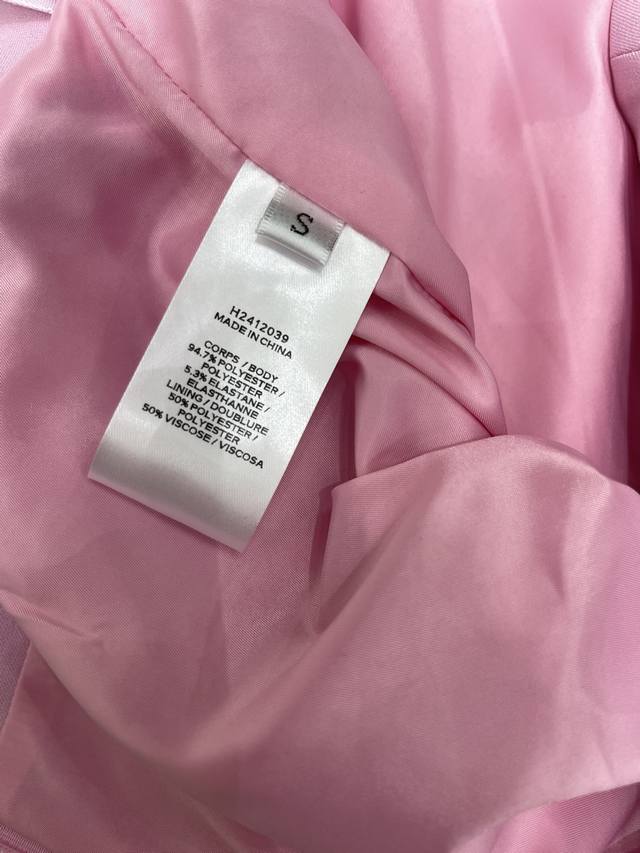 S
H2412039
MADE IN CHINA
CORPS / BODY
94.7% POLYESTER /
POLYESTER
5.3% ELASTANE /
ELASTHANNE
LINING / DOUBLURE
50% POLYESTER /
POLYESTER
50% VISCOSE / VISCOSA